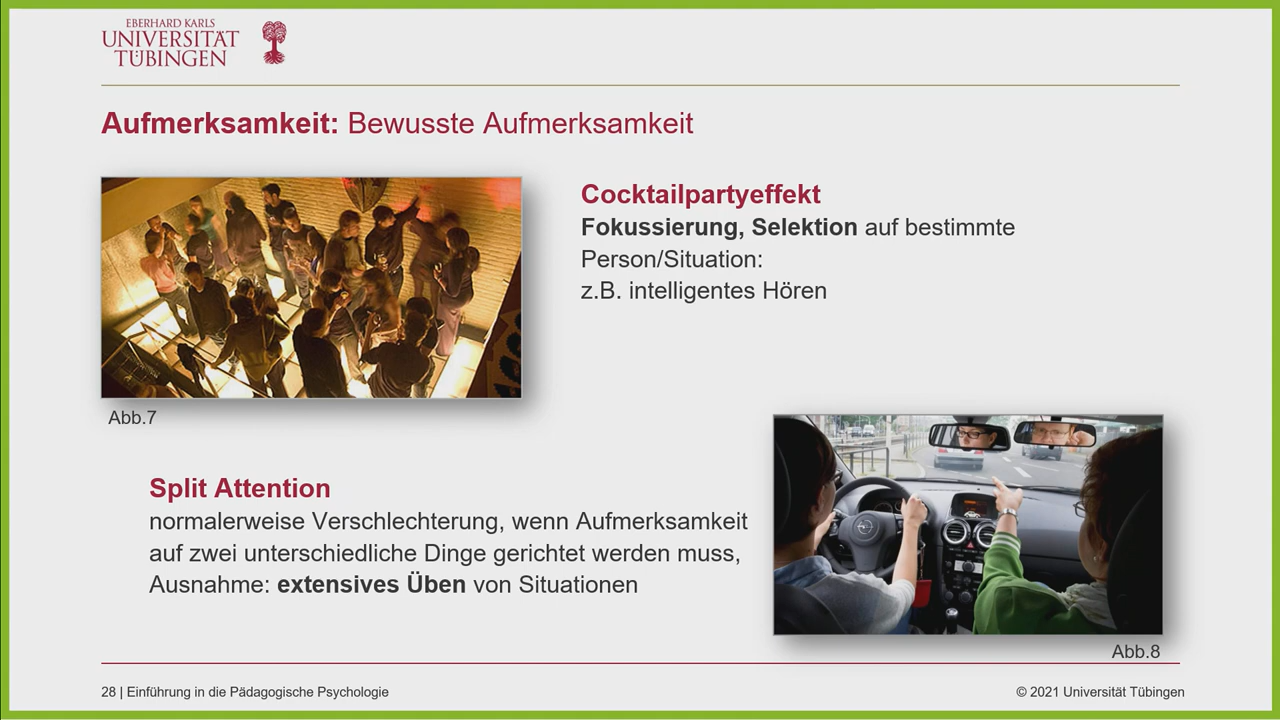 EBERHARD KARLS
UNIVERSITÄT
TÜBINGEN
Aufmerksamkeit: Bewusste Aufmerksamkeit
Cocktailpartyeffekt
Fokussierung, Selektion auf bestimmte
Person/Situation:
z.B. intelligentes Hören
Abb.7
Split Attention
normalerweise Verschlechterung, wenn Aufmerksamkeit
auf zwei unterschiedliche Dinge gerichtet werden muss,
Ausnahme: extensives Üben von Situationen
Abb.8
28 | Einführung in die Pädagogische Psychologie
© 2021 Universität Tübingen